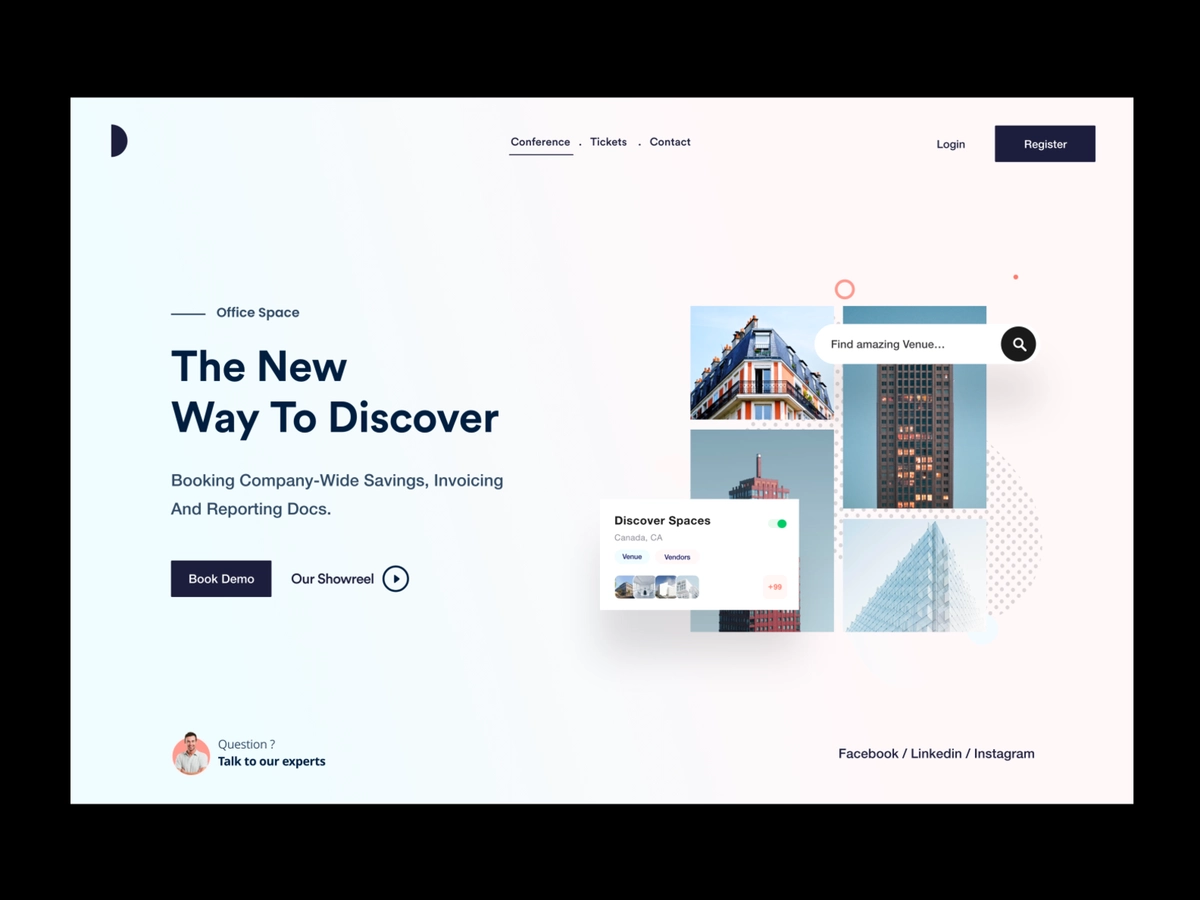 Conference . Tickets . Contact
Login
Register
Office Space
The New
Way To Discover
Booking Company-Wide Savings, Invoicing
And Reporting Docs.
Book Demo
Our Showreel
Find amazing Venue...
Discover Spaces
Canada, CA
Venue
Vendors
+99
Question ?
Talk to our experts
Facebook / Linkedin / Instagram